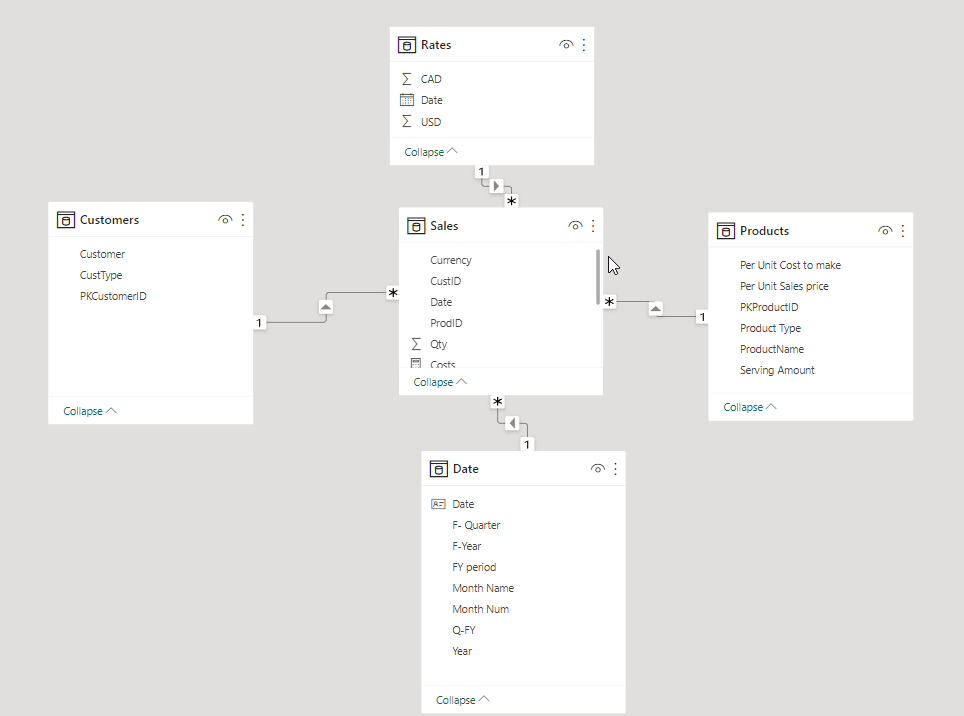 Rates
CAD
Date
USD
Collapse
1
*
Customers
Customer
CustType
PKCustomerID
Collapse
1
*
Sales
Currency
CustID
Date
ProdID
Qty
Costs
Collapse
*
1
Products
Per Unit Cost to make
Per Unit Sales price
PKProductID
Product Type
ProductName
Serving Amount
Collapse
*
1
Date
Date
F- Quarter
F-Year
FY period
Month Name
Month Num
Q-FY
Year
Collapse